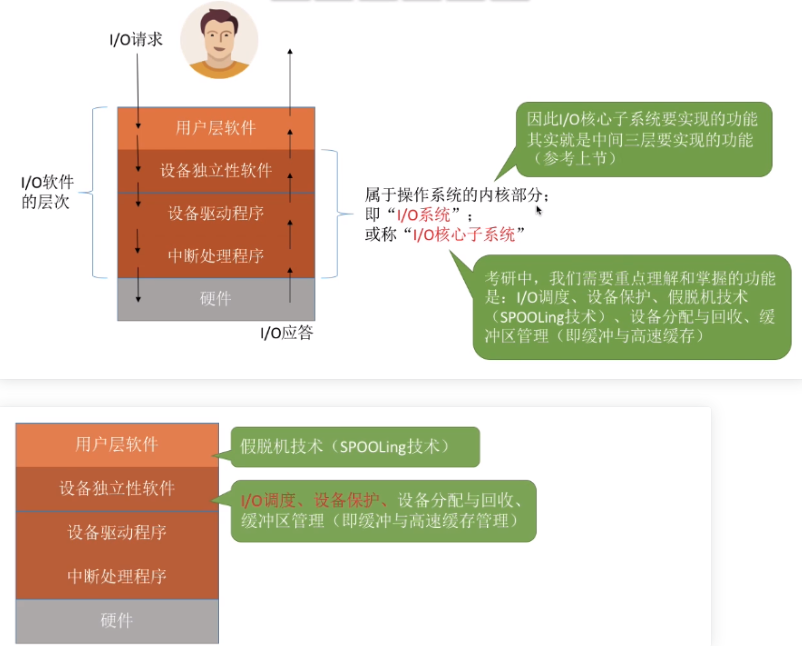 I/O请求
用户层软件
设备独立性软件
设备驱动程序
中断处理程序
硬件
I/O应答
I/O软件
的层次
属于操作系统的内核部分；
即“I/O系统”；
或称“I/O核心子系统”
因此I/O核心子系统要实现的功能
其实就是中间三层要实现的功能
（参考上节）
考研中，我们需要重点理解和掌握的功能
是：I/O调度、设备保护、假脱机技术
（SPOOLing技术）、设备分配与回收、缓
冲区管理（即缓冲与高速缓存）
用户层软件
设备独立性软件
设备驱动程序
中断处理程序
硬件
假脱机技术（SPOOLing技术）
I/O调度、设备保护、设备分配与回收、
缓冲区管理（即缓冲与高速缓存管理）